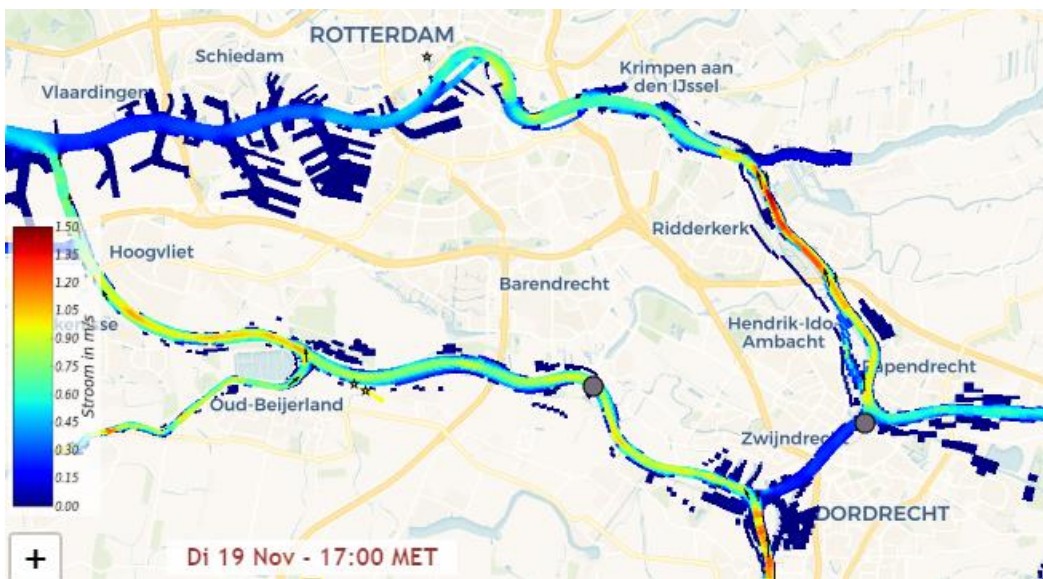 ROTTERDAM
Schiedam
Krimpen aan
den IJssel
Vlaardingen
Ridderkerk
Hoogvliet
Barendrecht
Hendrik-Ido-
Ambacht
Papendrecht
Oud-Beijerland
Zwijndrecht
DORDRECHT
1.50
1.35
1.20
1.05
0.90
0.75
0.60
0.45
0.30
0.15
0.00
Stroom in m/s
+
Di 19 Nov - 17:00 MET